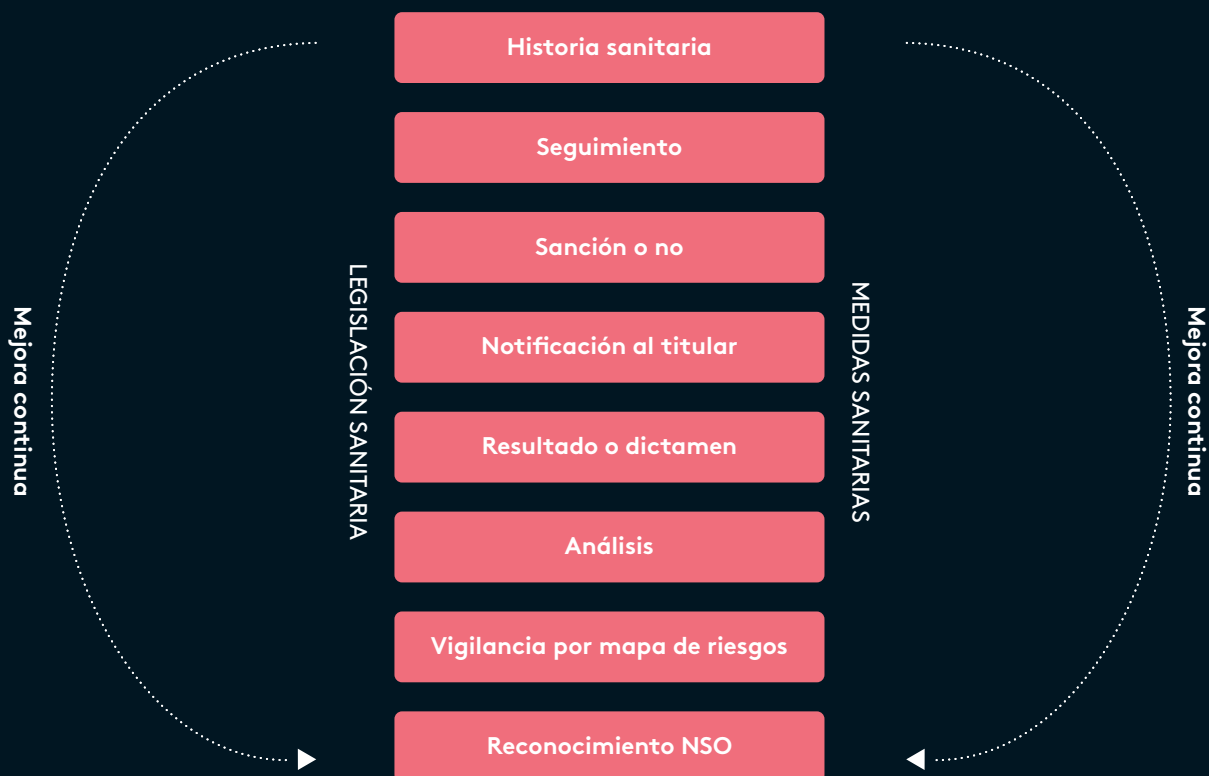 Historia sanitaria
Seguimiento
Sanción o no
Notificación al titular
Resultado o dictamen
Análisis
Vigilancia por mapa de riesgos
Reconocimiento NSO
Mejora continua
LEGISLACIÓN SANITARIA
MEDIDAS SANITARIAS
Mejora continua